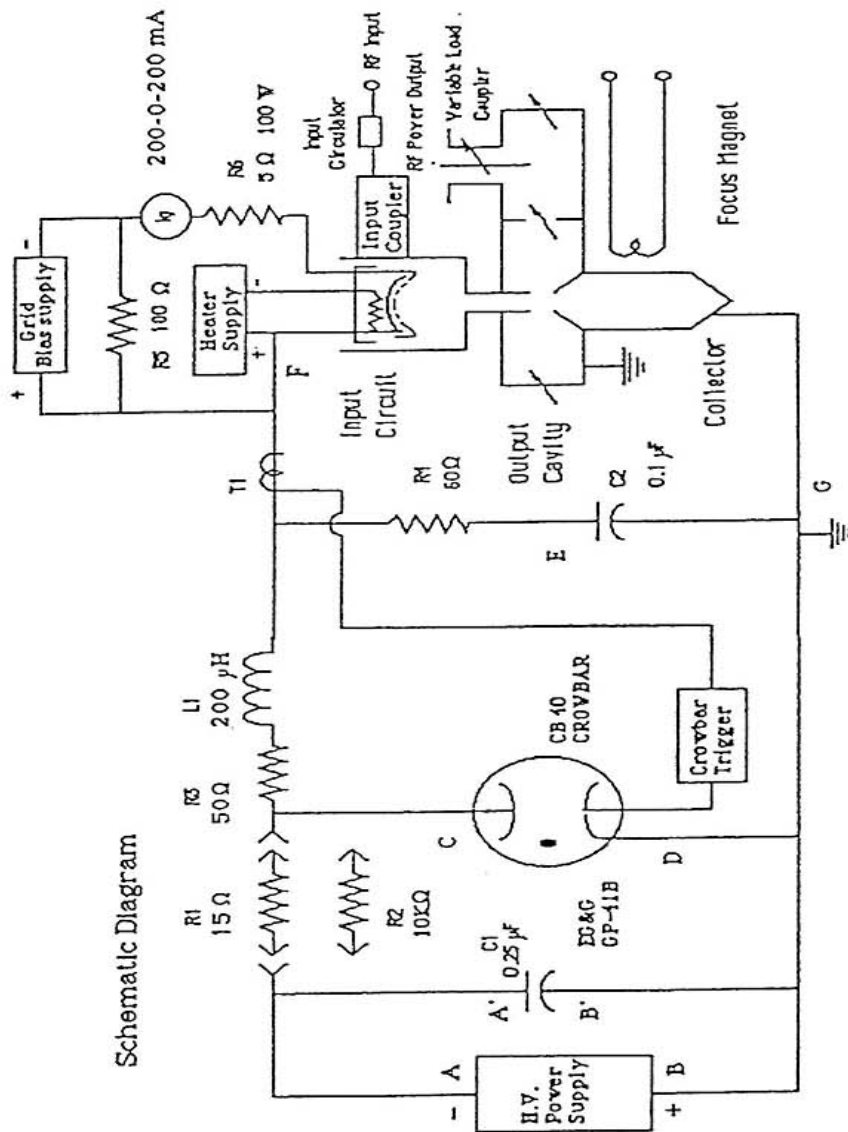 Schematic Diagram
-
A
H.V.
Power
Supply
B
+
A'
C1
0.25 µF
B'
R1
15 Ω
R2
10KΩ
EG&G
GP-41B
C
D
CB 10
CROWBAR
Crowbar
Trigger
R3
50Ω
L1
200 µH
T1
R4
60Ω
E
C2
0.1 µF
G
F
+
Grid
Bias supply
-
R5
100 Ω
Heater
Supply
+
-
200-0-200 mA
R6
5 Ω 100 W
Input
Circuit
Input
Coupler
Input
Circulator
RF Input
RF Power Output
Variable Load
Coupler
Output
Cavity
Collector
Focus Magnet